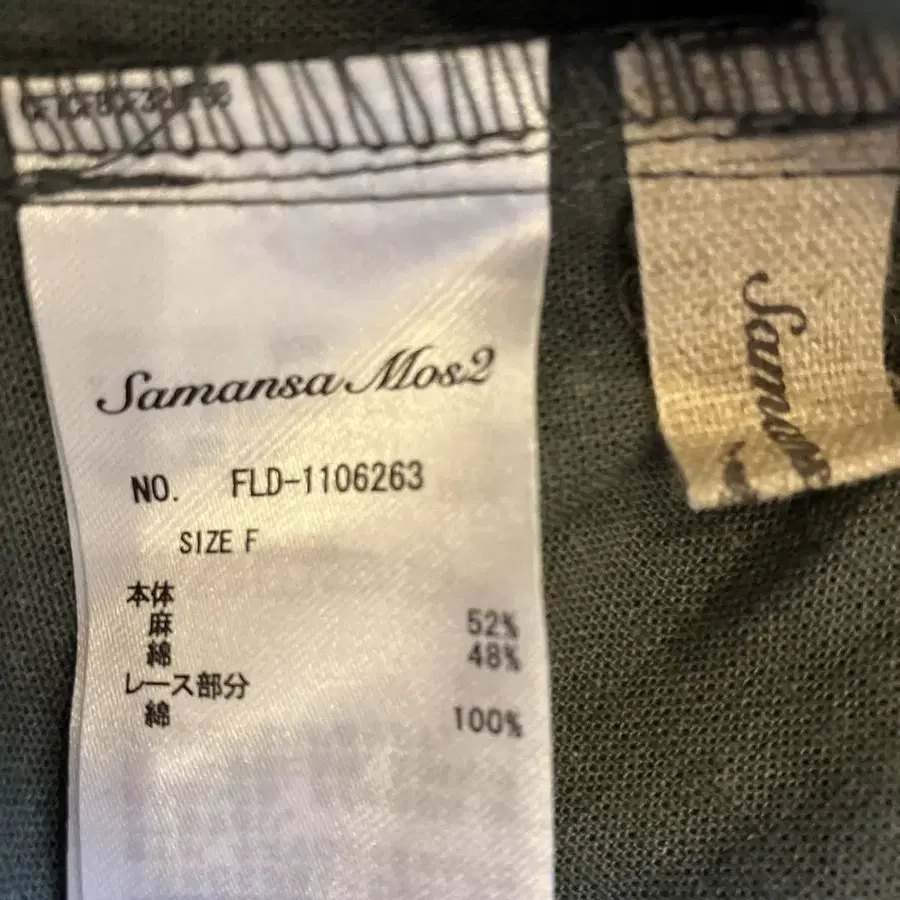 Samansa Mos2
NO. FLD-1106263
SIZE F
本体
麻 52%
綿 48%
レース部分
綿 100%